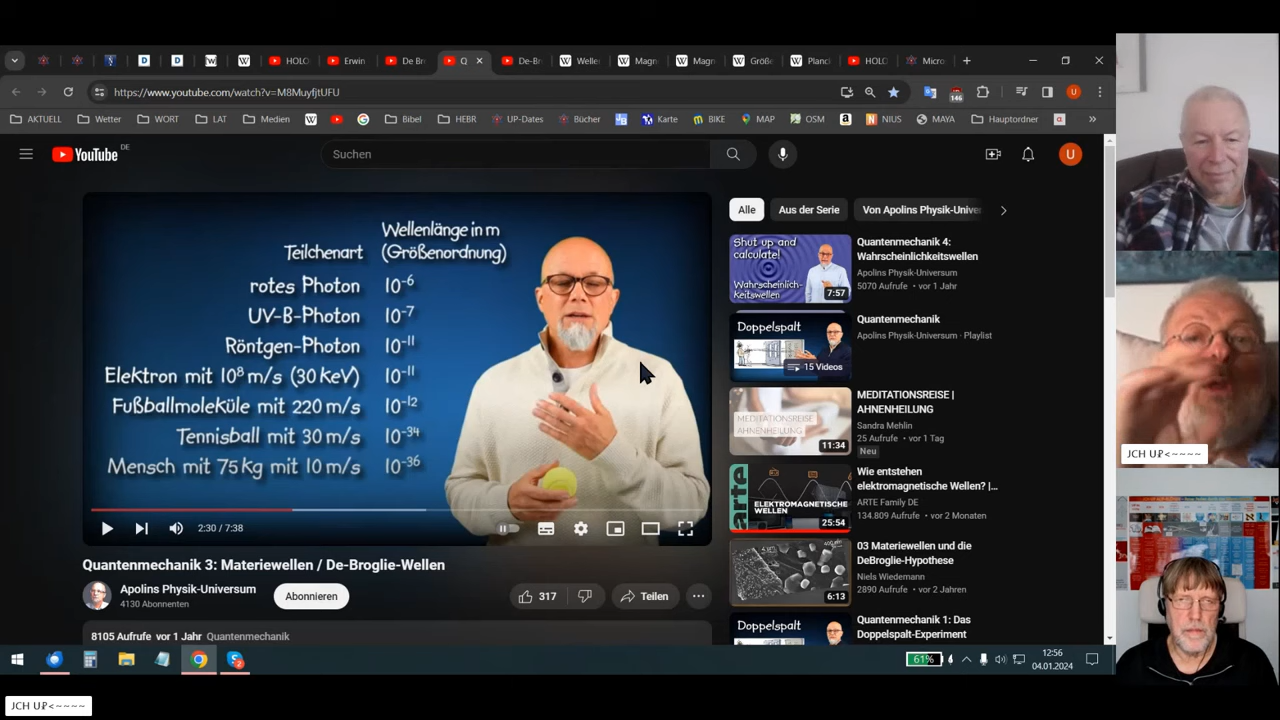 HOLO
Erwin
De Bro
Q
De-Br
Welle
Magn
Magn
Größe
Planc
HOLO
Micro
https://www.youtube.com/watch?v=M8MuyfjtUFU
146
U
AKTUELL
Wetter
WORT
LAT
Medien
Bibel
HEBR
UP-Dates
Bücher
Karte
BIKE
MAP
OSM
NIUS
MAYA
Hauptordner
YouTube DE
Suchen
U
Wellenlänge in m
Teilchenart (Größenordnung)
rotes Photon 10⁻⁶
UV-B-Photon 10⁻⁷
Röntgen-Photon 10⁻¹¹
Elektron mit 10⁸ m/s (30 keV) 10⁻¹¹
Fußballmoleküle mit 220 m/s 10⁻¹²
Tennisball mit 30 m/s 10⁻³⁴
Mensch mit 75 kg mit 10 m/s 10⁻³⁶
2:30 / 7:38
Quantenmechanik 3: Materiewellen / De-Broglie-Wellen
Apolins Physik-Universum
4130 Abonnenten
Abonnieren
317
Teilen
8105 Aufrufe vor 1 Jahr Quantenmechanik
Alle
Aus der Serie
Von Apolins Physik-Univer
Shut up and
calculate!
Wahrscheinlich-
keitswellen
7:57
Quantenmechanik 4:
Wahrscheinlichkeitswellen
Apolins Physik-Universum
5070 Aufrufe • vor 1 Jahr
Doppelspalt
15 Videos
Quantenmechanik
Apolins Physik-Universum · Playlist
MEDITATIONSREISE
AHNENHEILUNG
11:34
MEDITATIONSREISE |
AHNENHEILUNG
Sandra Mehlin
25 Aufrufe • vor 1 Tag
Neu
arte
ELEKTROMAGNETISCHE
WELLEN
25:54
Wie entstehen
elektromagnetische Wellen? |...
ARTE Family DE
134.809 Aufrufe • vor 2 Monaten
6:13
03 Materiewellen und die
DeBroglie-Hypothese
Niels Wiedemann
2890 Aufrufe • vor 2 Jahren
Doppelspalt
Quantenmechanik 1: Das
Doppelspalt-Experiment
61%
12:56
04.01.2024